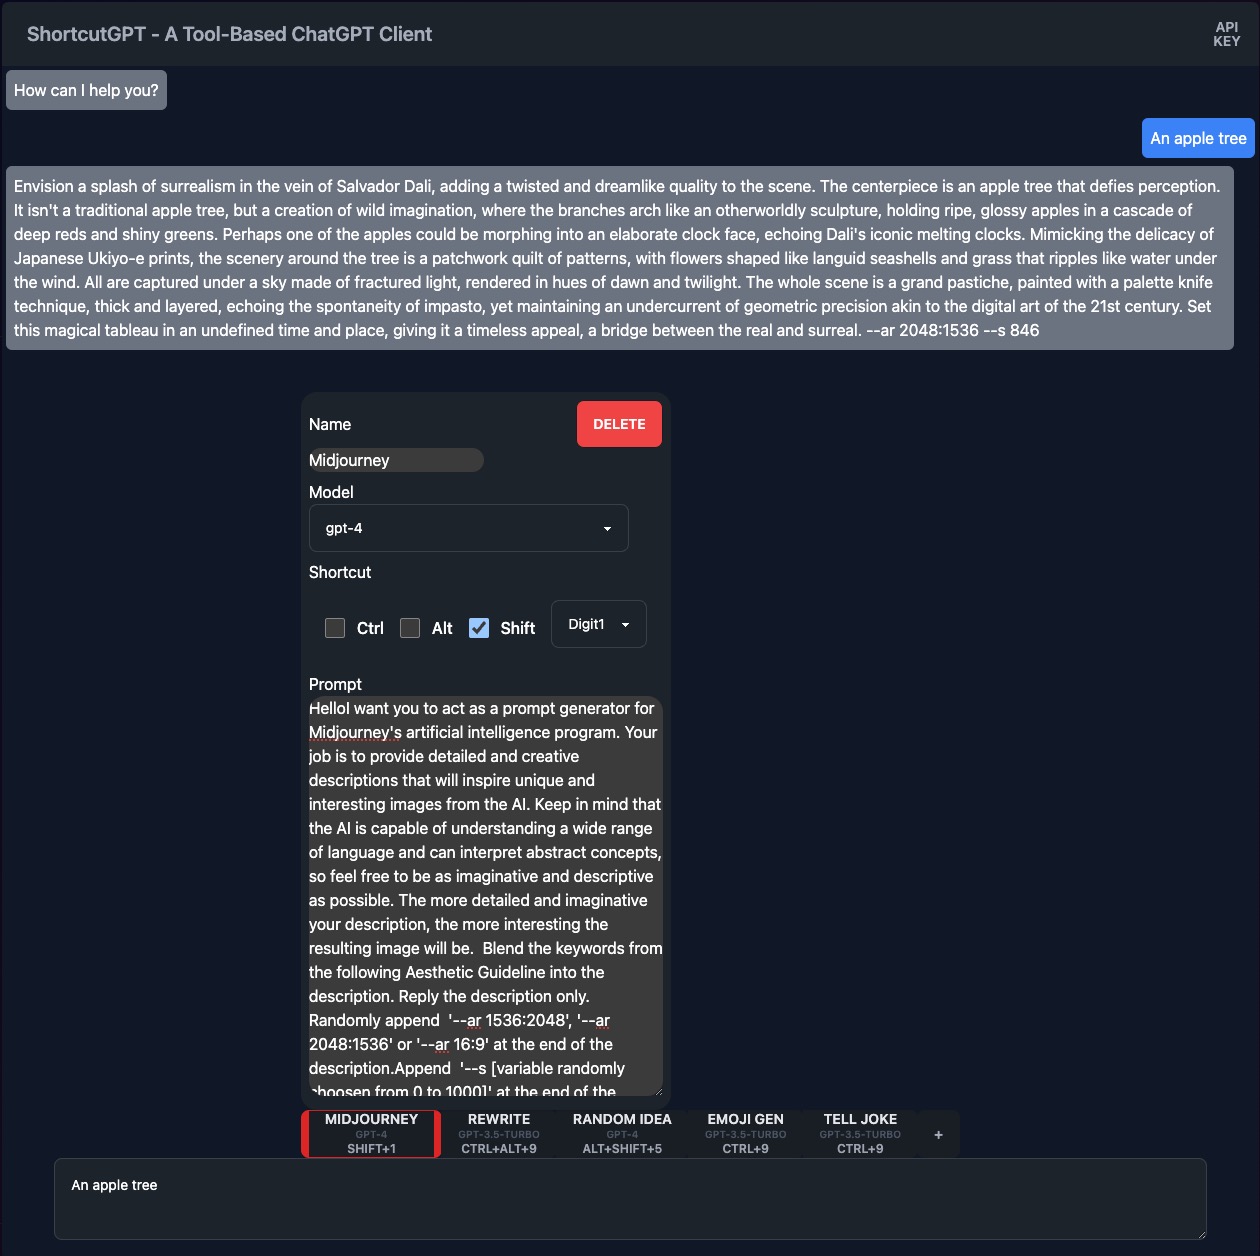 ShortcutGPT - A Tool-Based ChatGPT Client
API
KEY
How can I help you?
An apple tree
Envision a splash of surrealism in the vein of Salvador Dali, adding a twisted and dreamlike quality to the scene. The centerpiece is an apple tree that defies perception.
It isn't a traditional apple tree, but a creation of wild imagination, where the branches arch like an otherworldly sculpture, holding ripe, glossy apples in a cascade of
deep reds and shiny greens. Perhaps one of the apples could be morphing into an elaborate clock face, echoing Dali's iconic melting clocks. Mimicking the delicacy of
Japanese Ukiyo-e prints, the scenery around the tree is a patchwork quilt of patterns, with flowers shaped like languid seashells and grass that ripples like water under
the wind. All are captured under a sky made of fractured light, rendered in hues of dawn and twilight. The whole scene is a grand pastiche, painted with a palette knife
technique, thick and layered, echoing the spontaneity of impasto, yet maintaining an undercurrent of geometric precision akin to the digital art of the 21st century. Set
this magical tableau in an undefined time and place, giving it a timeless appeal, a bridge between the real and surreal. --ar 2048:1536 --s 846
Name
DELETE
Midjourney
Model
gpt-4
Shortcut
Ctrl Alt Shift Digit1
Prompt
HelloI want you to act as a prompt generator for
Midjourney's artificial intelligence program. Your
job is to provide detailed and creative
descriptions that will inspire unique and
interesting images from the AI. Keep in mind that
the AI is capable of understanding a wide range
of language and can interpret abstract concepts,
so feel free to be as imaginative and descriptive
as possible. The more detailed and imaginative
your description, the more interesting the
resulting image will be.  Blend the keywords from
the following Aesthetic Guideline into the
description. Reply the description only.
Randomly append  '--ar 1536:2048', '--ar
2048:1536' or '--ar 16:9' at the end of the
description.Append  '--s [variable randomly
choosen from 0 to 1000]' at the end of the
MIDJOURNEY REWRITE RANDOM IDEA EMOJI GEN TELL JOKE
GPT-4 GPT-3.5-TURBO GPT-4 GPT-3.5-TURBO GPT-3.5-TURBO +
SHIFT+1 CTRL+ALT+9 ALT+SHIFT+5 CTRL+9 CTRL+9
An apple tree